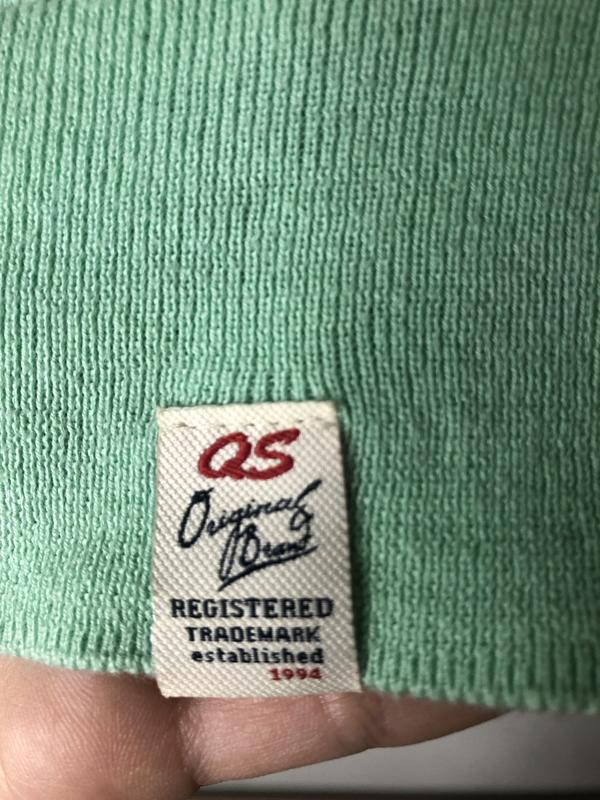 QS
Original
Brand
REGISTERED
TRADEMARK
established
1994